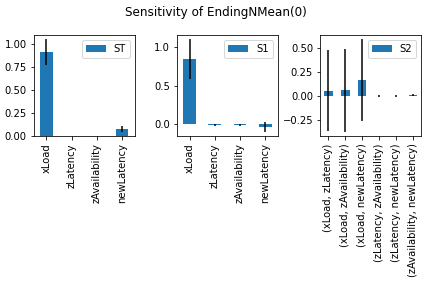 Sensitivity of EndingNMean(0)
ST
1.00
0.75
0.50
0.25
0.00
xLoad
zLatency
zAvailability
newLatency
S1
1.0
0.5
0.0
xLoad
zLatency
zAvailability
newLatency
S2
0.50
0.25
0.00
−0.25
(xLoad, zLatency)
(xLoad, zAvailability)
(xLoad, newLatency)
(zLatency, zAvailability)
(zLatency, newLatency)
(zAvailability, newLatency)